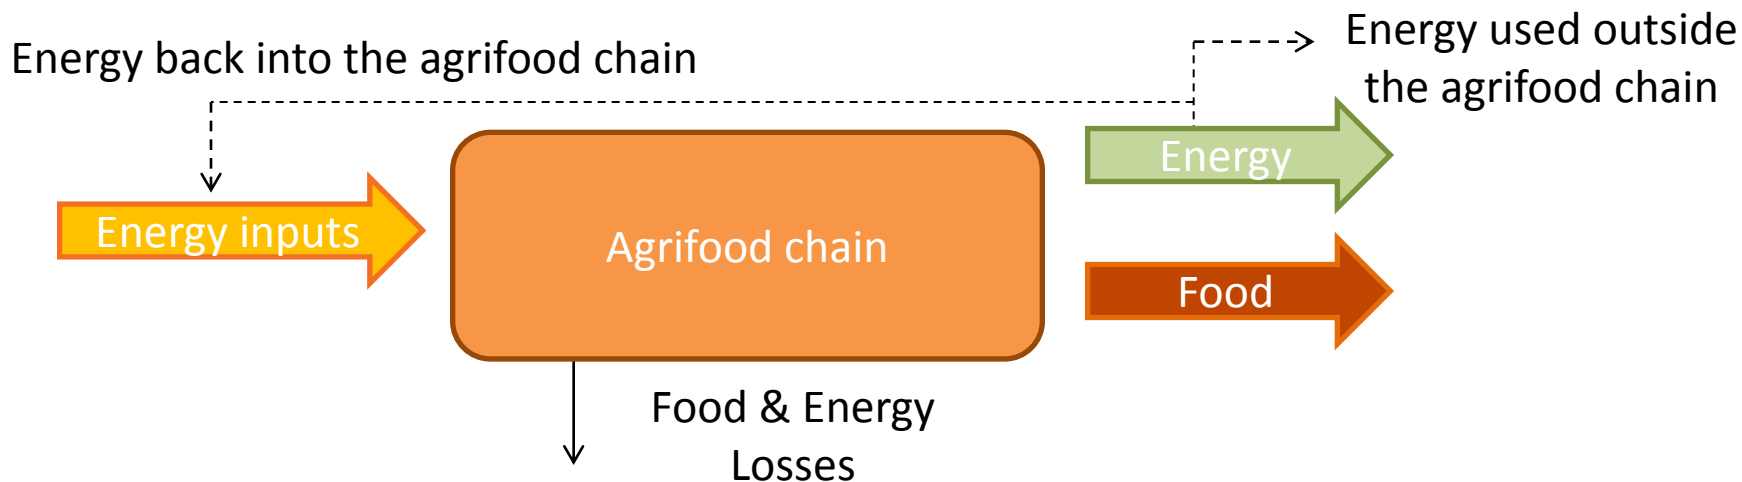 Energy back into the agrifood chain
Energy used outside
the agrifood chain
Energy
Energy inputs
Agrifood chain
Food
Food & Energy
Losses